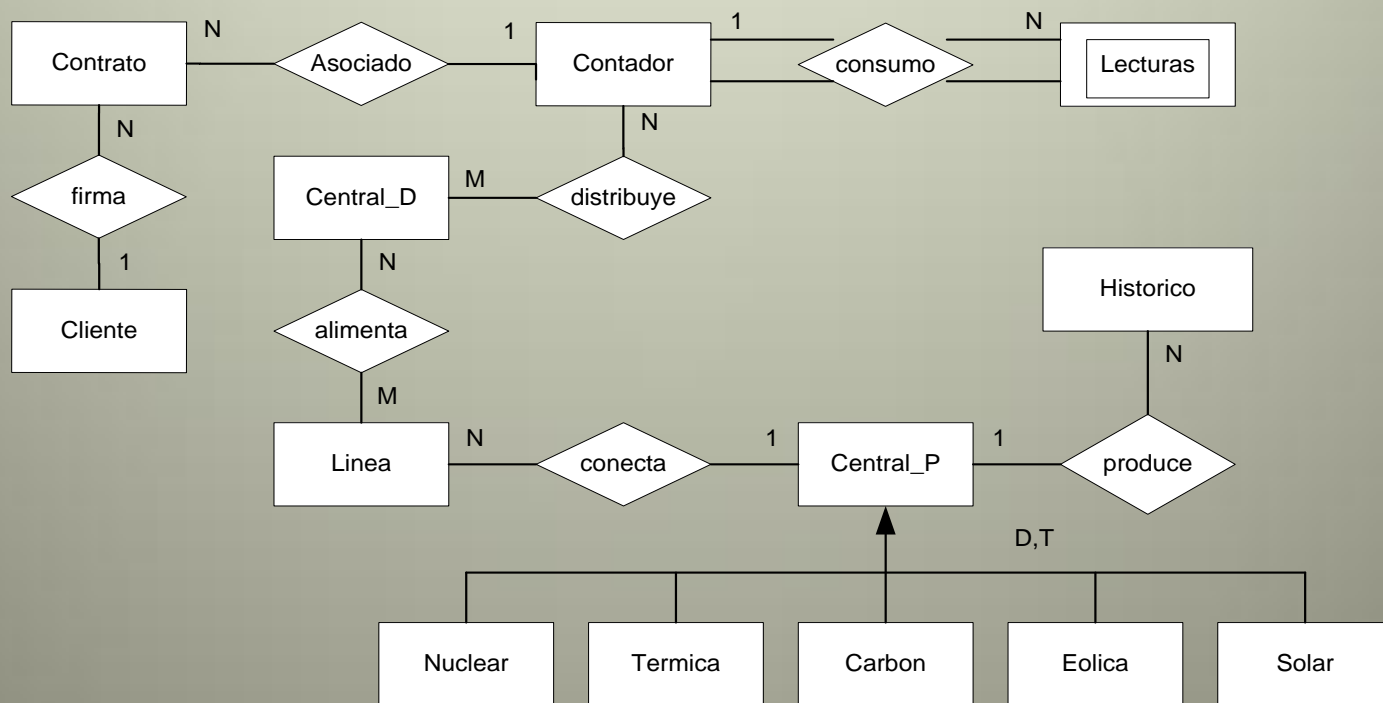 N 1 1 N
Contrato Asociado Contador consumo Lecturas
N N
firma Central_D M distribuye
1 N Historico
Cliente alimenta
N
M
Linea N conecta 1 Central_P 1 produce
D,T
Nuclear Termica Carbon Eolica Solar